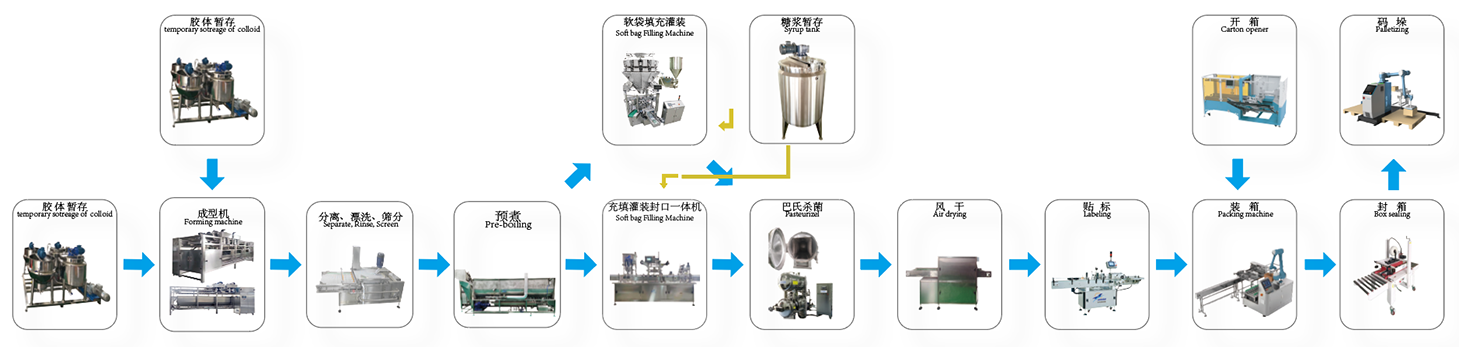 胶体暂存
temporary sotreage of colloid
软袋填充灌装
Soft bag Filling Machine
糖浆暂存
Syrup tank
开 箱
Carton opener
码 垛
Palletizing
胶体暂存
temporary sotreage of colloid
成型机
Forming machine
分离、漂洗、筛分
Separate, Rinse, Screen
预煮
Pre-boiling
充填灌装封口一体机
Soft bag Filling Machine
巴氏杀菌
Pasteurizel
风 干
Air drying
贴 标
Labeling
装 箱
Packing machine
封 箱
Box sealing